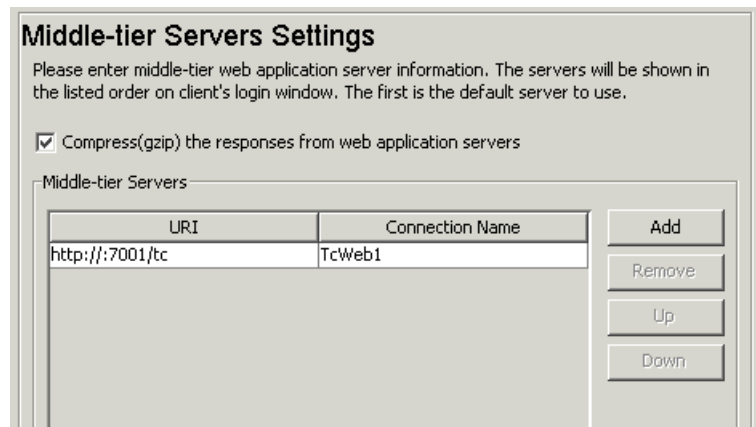 Middle-tier Servers Settings
Please enter middle-tier web application server information. The servers will be shown in
the listed order on client's login window. The first is the default server to use.
Compress(gzip) the responses from web application servers
Middle-tier Servers
URI Connection Name Add
http://:7001/tc TcWeb1
Remove
Up
Down